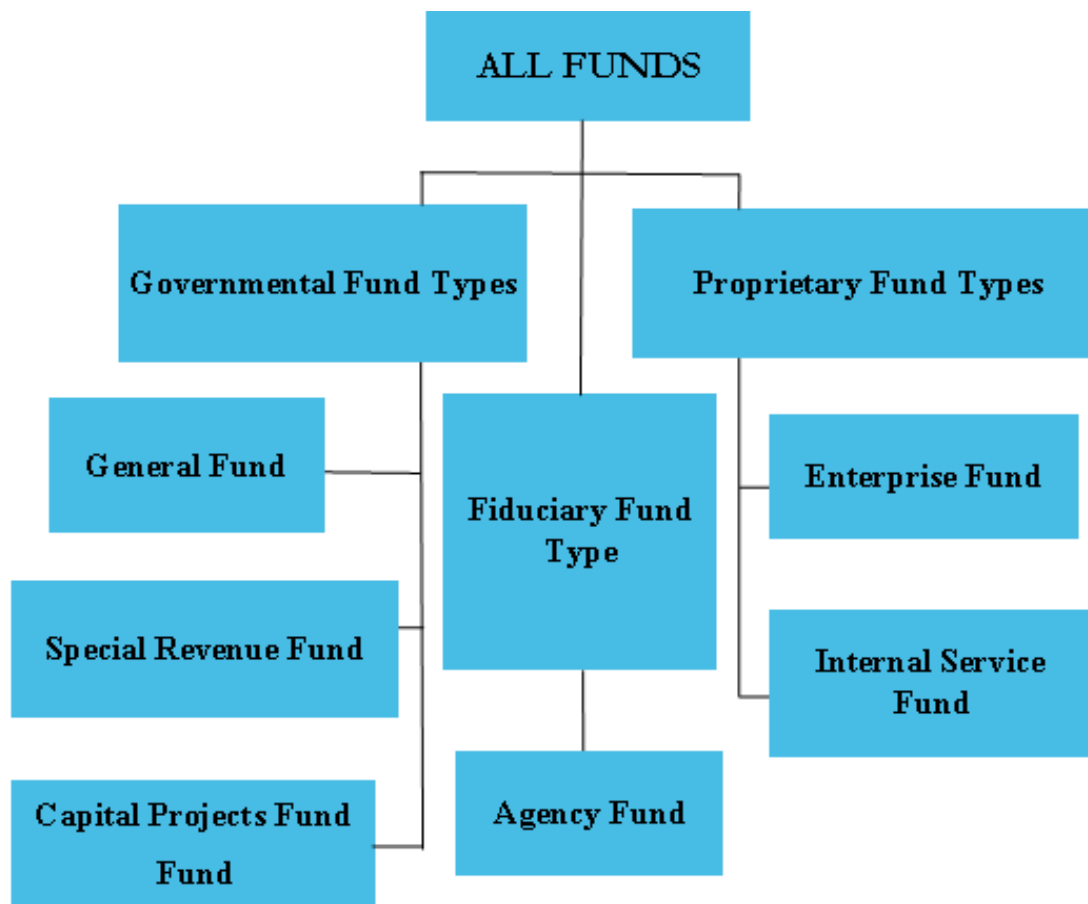 ALL FUNDS
Governmental Fund Types
Proprietary Fund Types
General Fund
Fiduciary Fund
Type
Enterprise Fund
Special Revenue Fund
Internal Service
Fund
Capital Projects Fund
Fund
Agency Fund